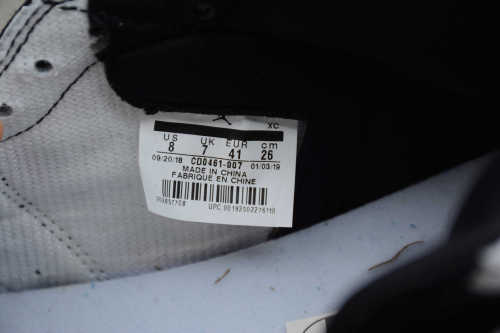 XC
US UK EUR cm
8 7 41 26
09/20/18 CD0461-007 01/03/19
MADE IN CHINA
FABRIQUE EN CHINE
UPC